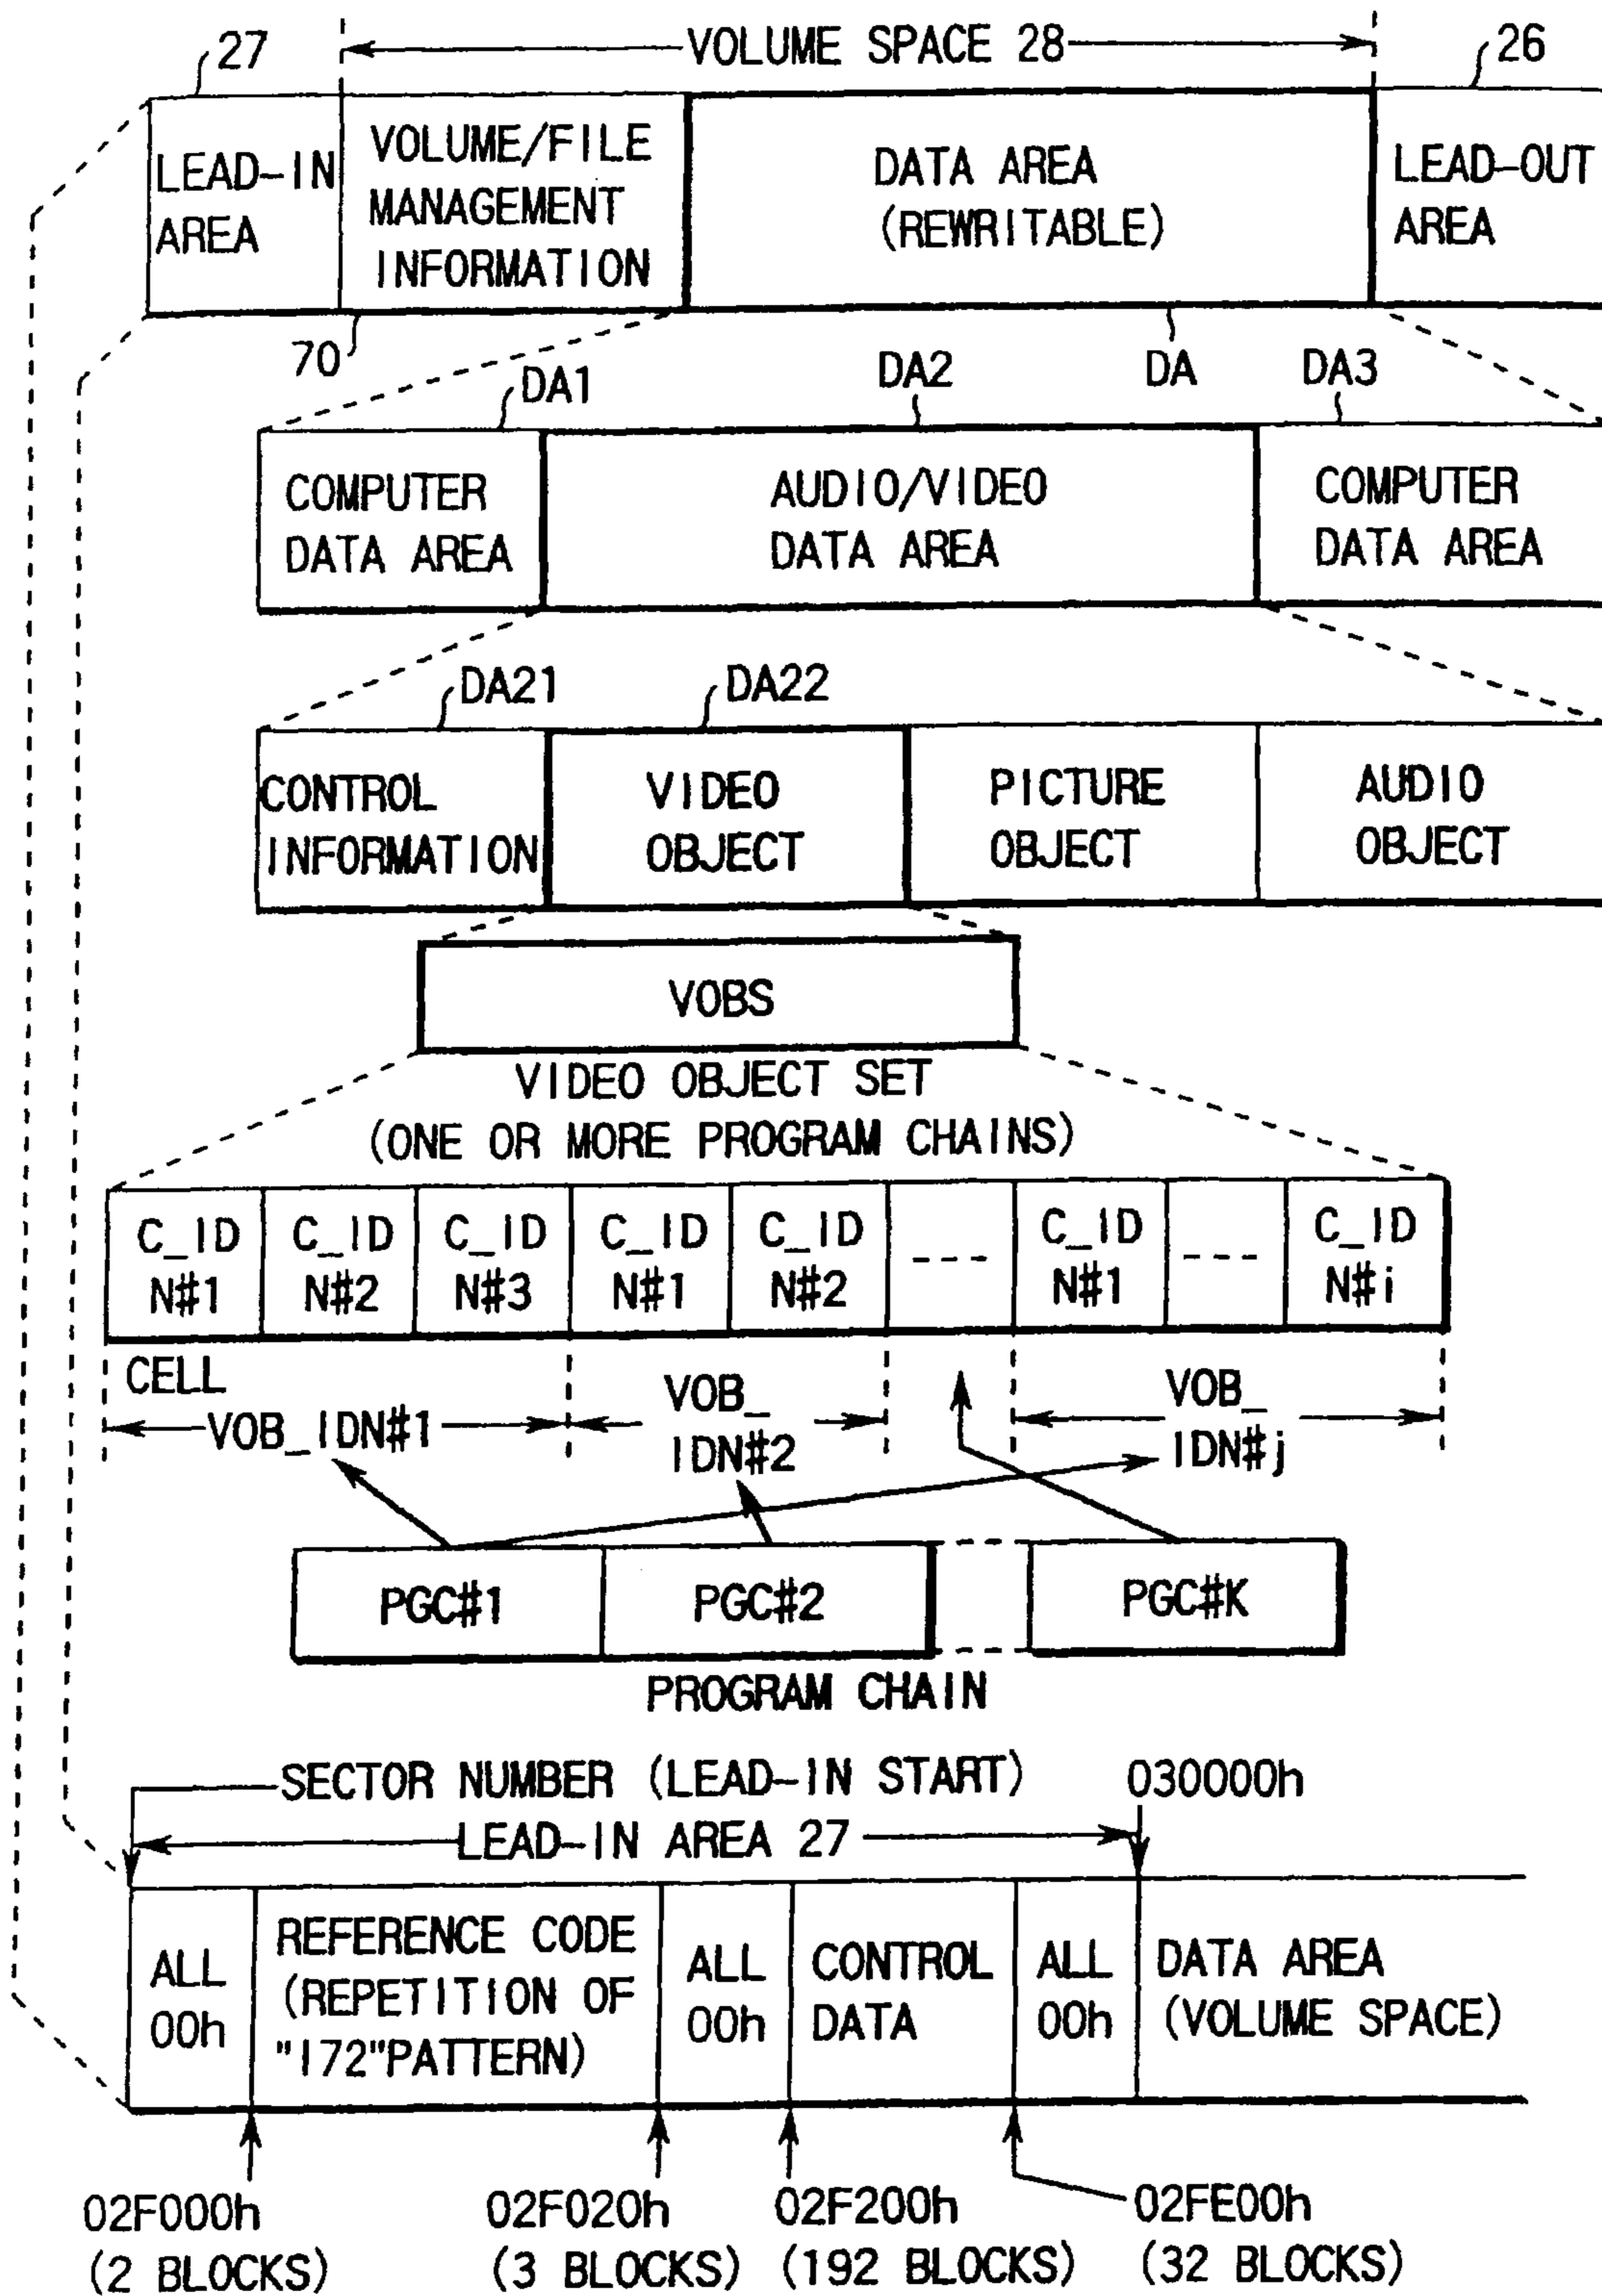 27
VOLUME SPACE 28
26
LEAD-IN
AREA
VOLUME/FILE
MANAGEMENT
INFORMATION
DATA AREA
(REWRITABLE)
LEAD-OUT
AREA
70
DA1
DA2
DA
DA3
COMPUTER
DATA AREA
AUDIO/VIDEO
DATA AREA
COMPUTER
DATA AREA
DA21
DA22
CONTROL
INFORMATION
VIDEO
OBJECT
PICTURE
OBJECT
AUDIO
OBJECT
VOBS
VIDEO OBJECT SET
(ONE OR MORE PROGRAM CHAINS)
C_ID
N#1
C_ID
N#2
C_ID
N#3
C_ID
N#1
C_ID
N#2
----
C_ID
N#1
----
C_ID
N#i
CELL
VOB_IDN#1
VOB_
IDN#2
VOB_
IDN#j
PGC#1
PGC#2
PGC#K
PROGRAM CHAIN
SECTOR NUMBER (LEAD-IN START)
030000h
LEAD-IN AREA 27
ALL
00h
REFERENCE CODE
(REPETITION OF
"172"PATTERN)
ALL
00h
CONTROL
DATA
ALL
00h
DATA AREA
(VOLUME SPACE)
02F000h
(2 BLOCKS)
02F020h
(3 BLOCKS)
02F200h
(192 BLOCKS)
02FE00h
(32 BLOCKS)